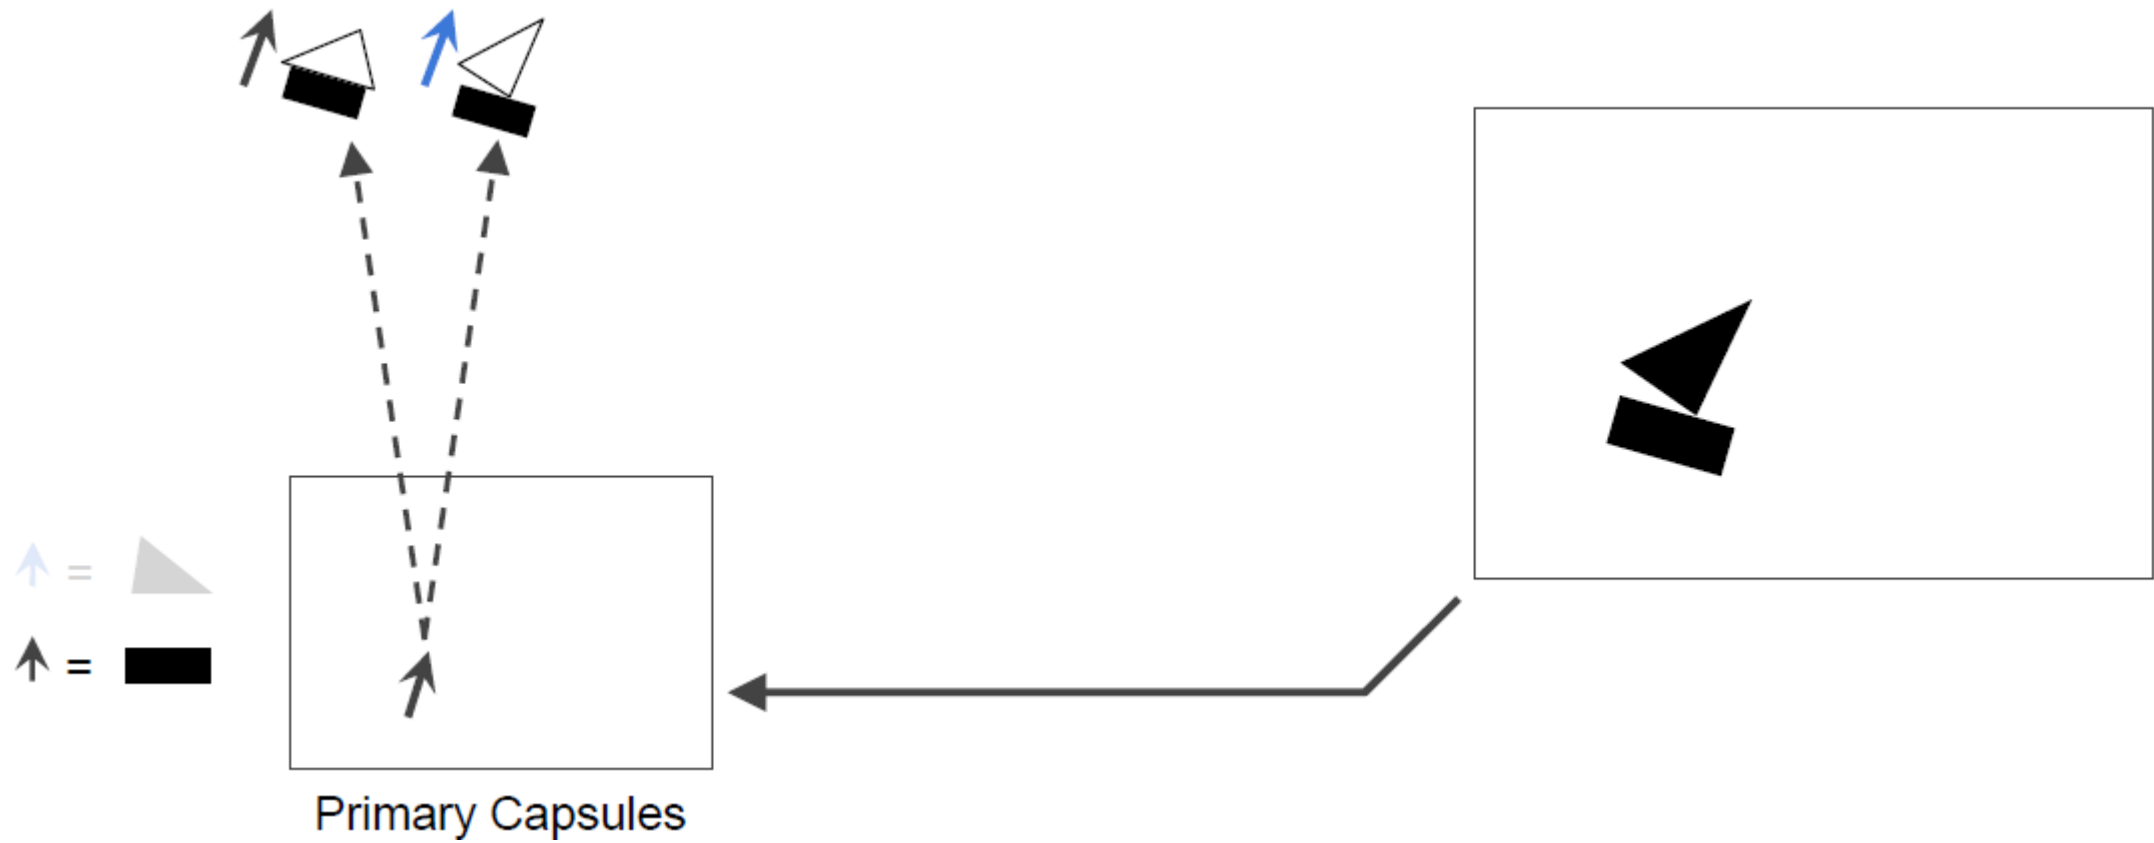 =
=
Primary Capsules